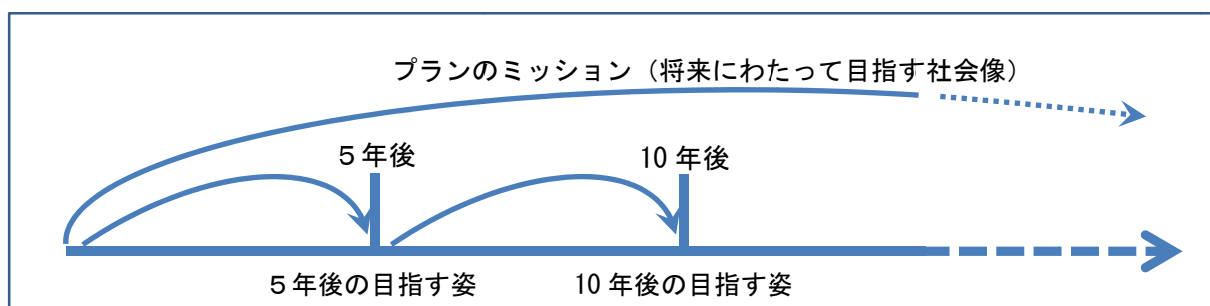 プランのミッション（将来にわたって目指す社会像）
５年後
10 年後
５年後の目指す姿
10 年後の目指す姿